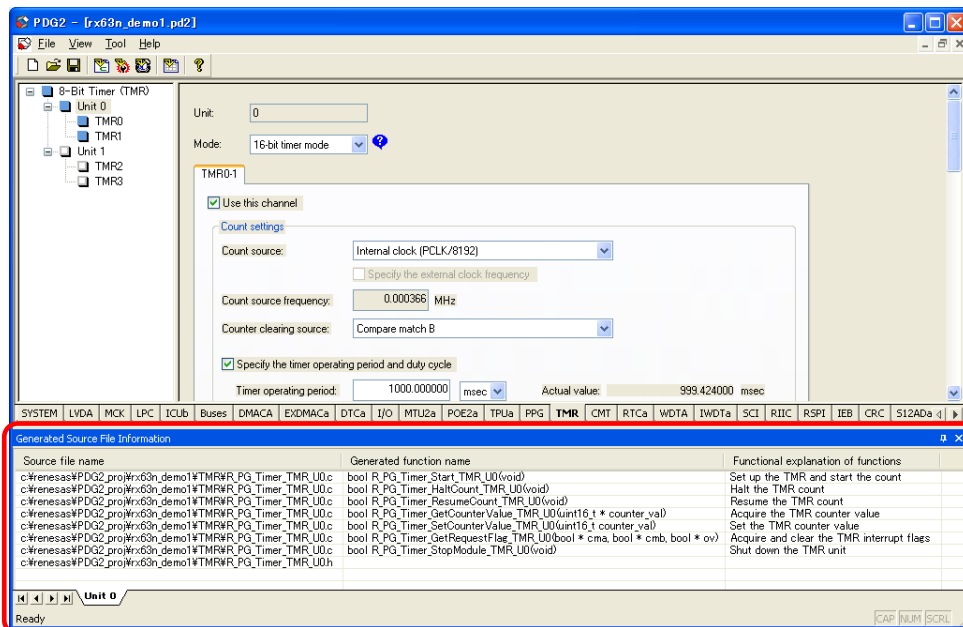 PDG2 - [rx63n_demo1.pd2]
File View Tool Help
8-Bit Timer (TMR)
Unit 0
TMR0
TMR1
Unit 1
TMR2
TMR3
Unit: 0
Mode: 16-bit timer mode
TMR0-1
Use this channel
Count settings
Count source: Internal clock (PCLK/8192)
Specify the external clock frequency
Count source frequency: 0.000366 MHz
Counter clearing source: Compare match B
Specify the timer operating period and duty cycle
Timer operating period: 1000.000000 msec Actual value: 999.424000 msec
SYSTEM LVDA MCK LPC ICUb Buses DMACA EXDMACa DTCa I/O MTU2a POE2a TPUa PPG TMR CMT RTCa WDTA IWDTa SCI RIIC RSPI IEB CRC S12ADa
Generated Source File Information
Source file name Generated function name Functional explanation of functions
c:¥renesas¥PDG2_proj¥rx63n_demo1¥TMR¥R_PG_Timer_TMR_U0.c bool R_PG_Timer_Start_TMR_U0(void) Set up the TMR and start the count
c:¥renesas¥PDG2_proj¥rx63n_demo1¥TMR¥R_PG_Timer_TMR_U0.c bool R_PG_Timer_HaltCount_TMR_U0(void) Halt the TMR count
c:¥renesas¥PDG2_proj¥rx63n_demo1¥TMR¥R_PG_Timer_TMR_U0.c bool R_PG_Timer_ResumeCount_TMR_U0(void) Resume the TMR count
c:¥renesas¥PDG2_proj¥rx63n_demo1¥TMR¥R_PG_Timer_TMR_U0.c bool R_PG_Timer_GetCounterValue_TMR_U0(uint16_t * counter_val) Acquire the TMR counter value
c:¥renesas¥PDG2_proj¥rx63n_demo1¥TMR¥R_PG_Timer_TMR_U0.c bool R_PG_Timer_SetCounterValue_TMR_U0(uint16_t counter_val) Set the TMR counter value
c:¥renesas¥PDG2_proj¥rx63n_demo1¥TMR¥R_PG_Timer_TMR_U0.c bool R_PG_Timer_GetRequestFlag_TMR_U0(bool * cma, bool * cmb, bool * ov) Acquire and clear the TMR interrupt flags
c:¥renesas¥PDG2_proj¥rx63n_demo1¥TMR¥R_PG_Timer_TMR_U0.c bool R_PG_Timer_StopModule_TMR_U0(void) Shut down the TMR unit
c:¥renesas¥PDG2_proj¥rx63n_demo1¥TMR¥R_PG_Timer_TMR_U0.h
Unit 0
Ready CAP NUM SCRL